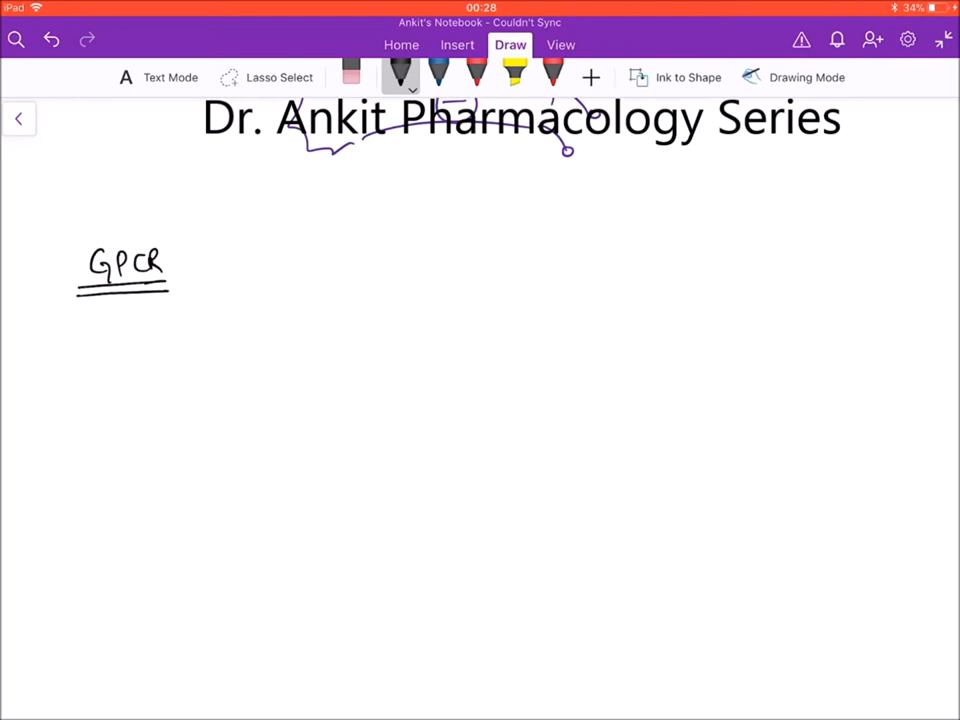 iPad 00:28 34%
Ankit's Notebook - Couldn't Sync
Home Insert Draw View
A Text Mode Lasso Select Ink to Shape Drawing Mode
Dr. Ankit Pharmacology Series
GPCR